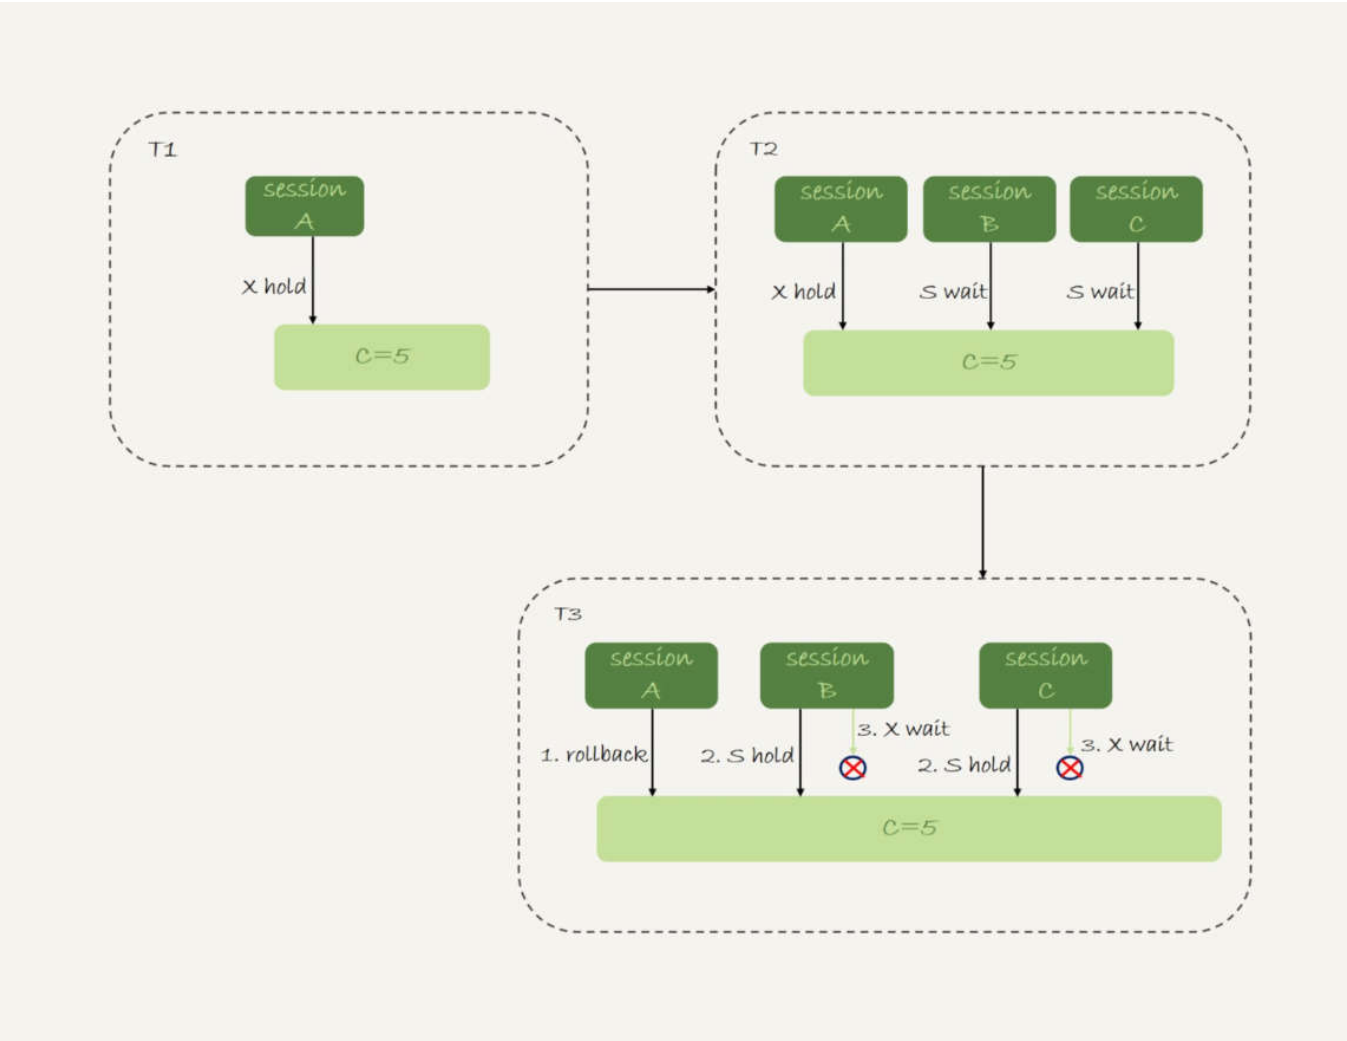 T1
session
A
X hold
C=5
T2
session
A
session
B
session
C
X hold
S wait
S wait
C=5
T3
session
A
session
B
session
C
1. rollback
2. S hold
3. X wait
2. S hold
3. X wait
C=5